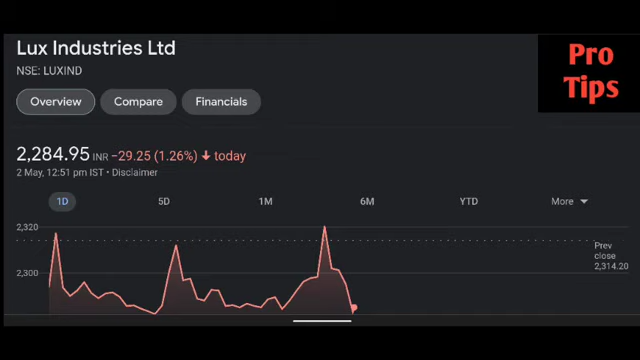 Lux Industries Ltd
NSE: LUXIND
Pro
Tips
Overview
Compare
Financials
2,284.95 INR −29.25 (1.26%) ↓ today
2 May, 12:51 pm IST • Disclaimer
1D
5D
1M
6M
YTD
More
2,320
2,300
Prev
close
2,314.20